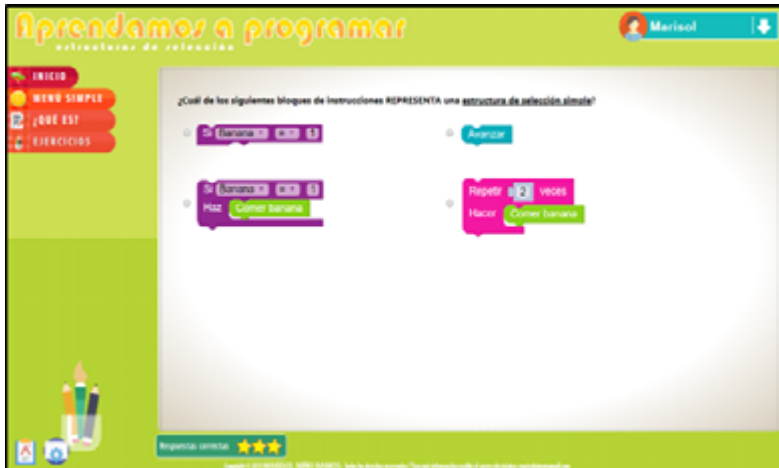 Aprendamos a programar
estructuras de selección
Marisol
INICIO
MENÚ SIMPLE
¿QUÉ ES?
EJERCICIOS
¿Cuál de los siguientes bloques de instrucciones REPRESENTA una estructura de selección simple?
Si Banana = 1
Avanzar
Si Banana = 1
Haz Comer banana
Repetir 2 veces
Hacer Comer banana
Respuestas correctas